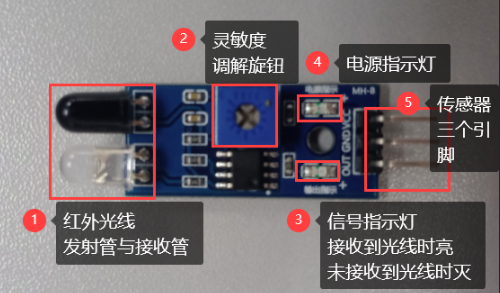 2 灵敏度
调解旋钮
4 电源指示灯
MH-B
5 传感器
三个引
脚
OUT GND VCC
1 红外光线
发射管与接收管
3 信号指示灯
接收到光线时亮
未接收到光线时灭